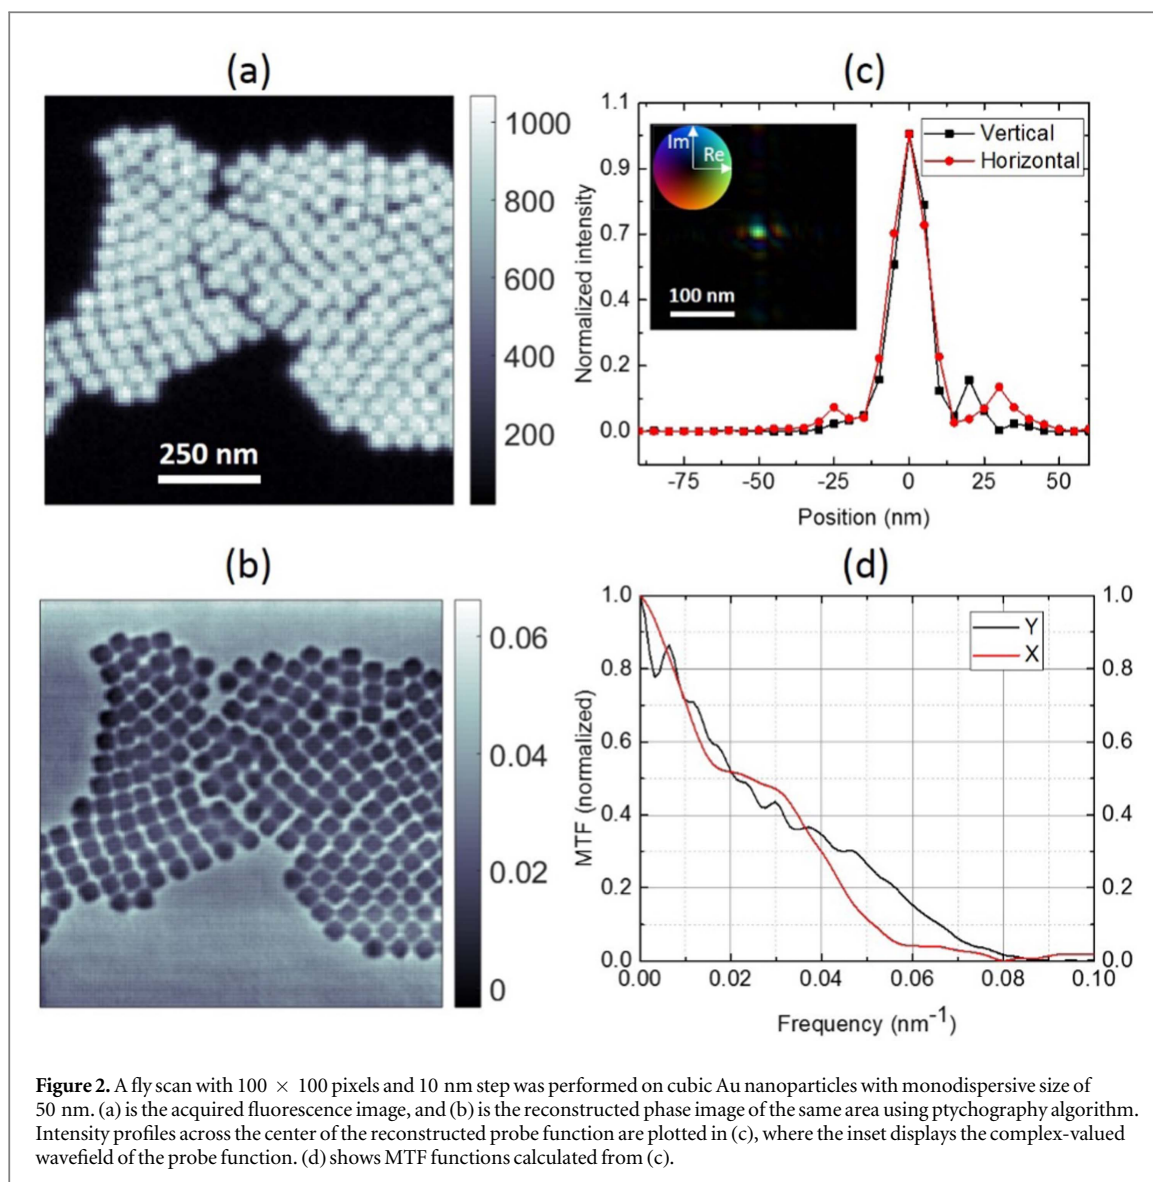 (a)
1000
800
600
400
200
250 nm
(c)
1.1
0.9
0.7
0.4
0.2
0.0
Normalized intensity
Im
Re
100 nm
Vertical
Horizontal
-75 -50 -25 0 25 50
Position (nm)
(b)
0.06
0.04
0.02
0
(d)
1.0
0.8
0.6
0.4
0.2
0.0
MTF (normalized)
Y
X
1.0
0.8
0.6
0.4
0.2
0.0
0.00 0.02 0.04 0.06 0.08 0.10
Frequency (nm⁻¹)
Figure 2. A fly scan with 100 × 100 pixels and 10 nm step was performed on cubic Au nanoparticles with monodispersive size of
50 nm. (a) is the acquired fluorescence image, and (b) is the reconstructed phase image of the same area using ptychography algorithm.
Intensity profiles across the center of the reconstructed probe function are plotted in (c), where the inset displays the complex-valued
wavefield of the probe function. (d) shows MTF functions calculated from (c).